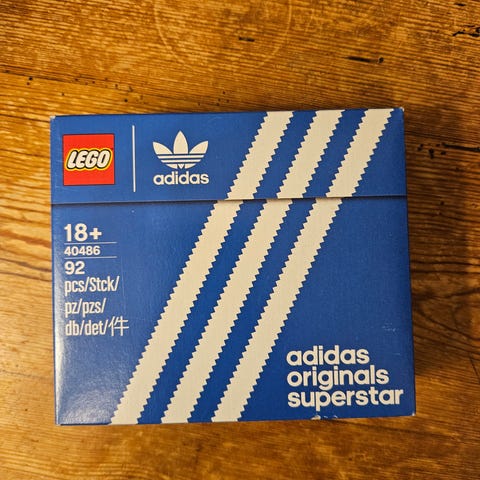 LEGO
adidas
18+
40486
92
pcs/Stck/
pz/pzs/
db/det/件
adidas
originals
superstar